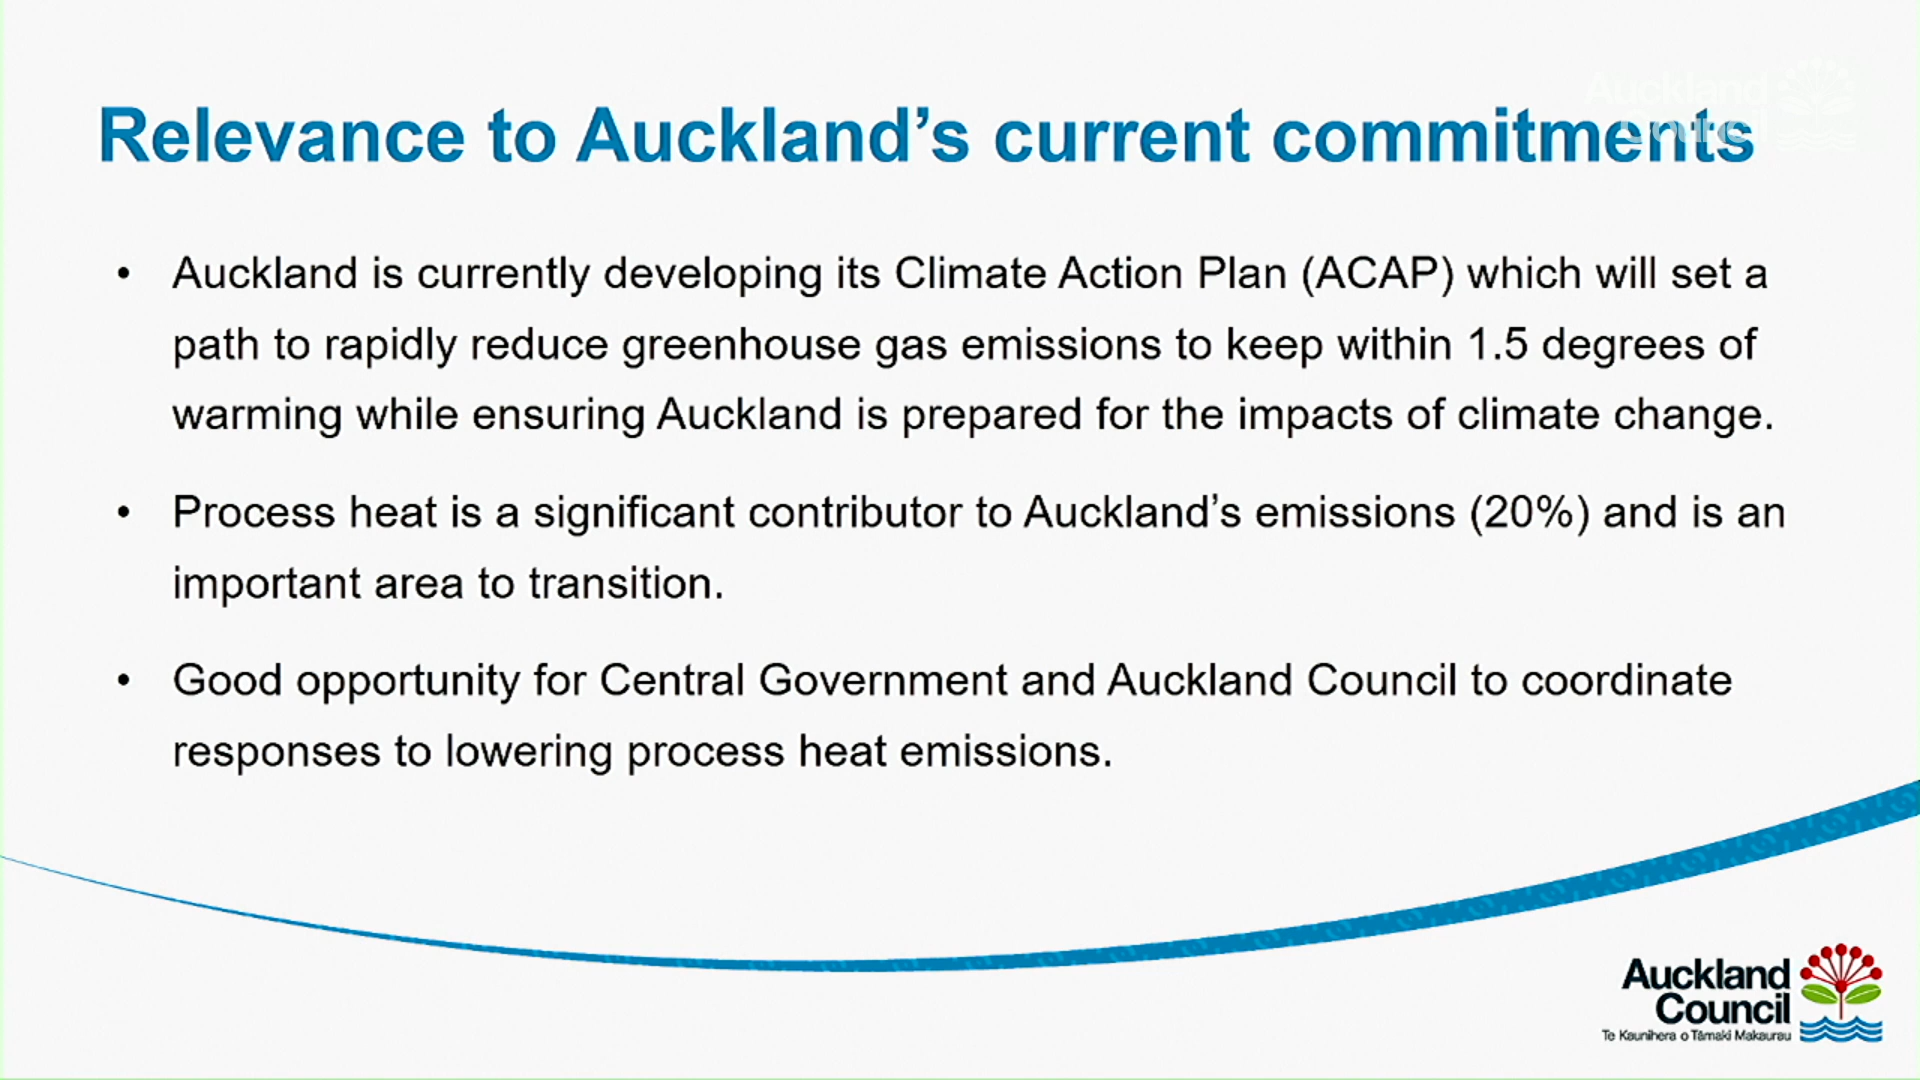 Auckland
Council
Relevance to Auckland’s current commitments
• Auckland is currently developing its Climate Action Plan (ACAP) which will set a
path to rapidly reduce greenhouse gas emissions to keep within 1.5 degrees of
warming while ensuring Auckland is prepared for the impacts of climate change.
• Process heat is a significant contributor to Auckland’s emissions (20%) and is an
important area to transition.
• Good opportunity for Central Government and Auckland Council to coordinate
responses to lowering process heat emissions.
Auckland
Council
Te Kaunihera o Tāmaki Makaurau